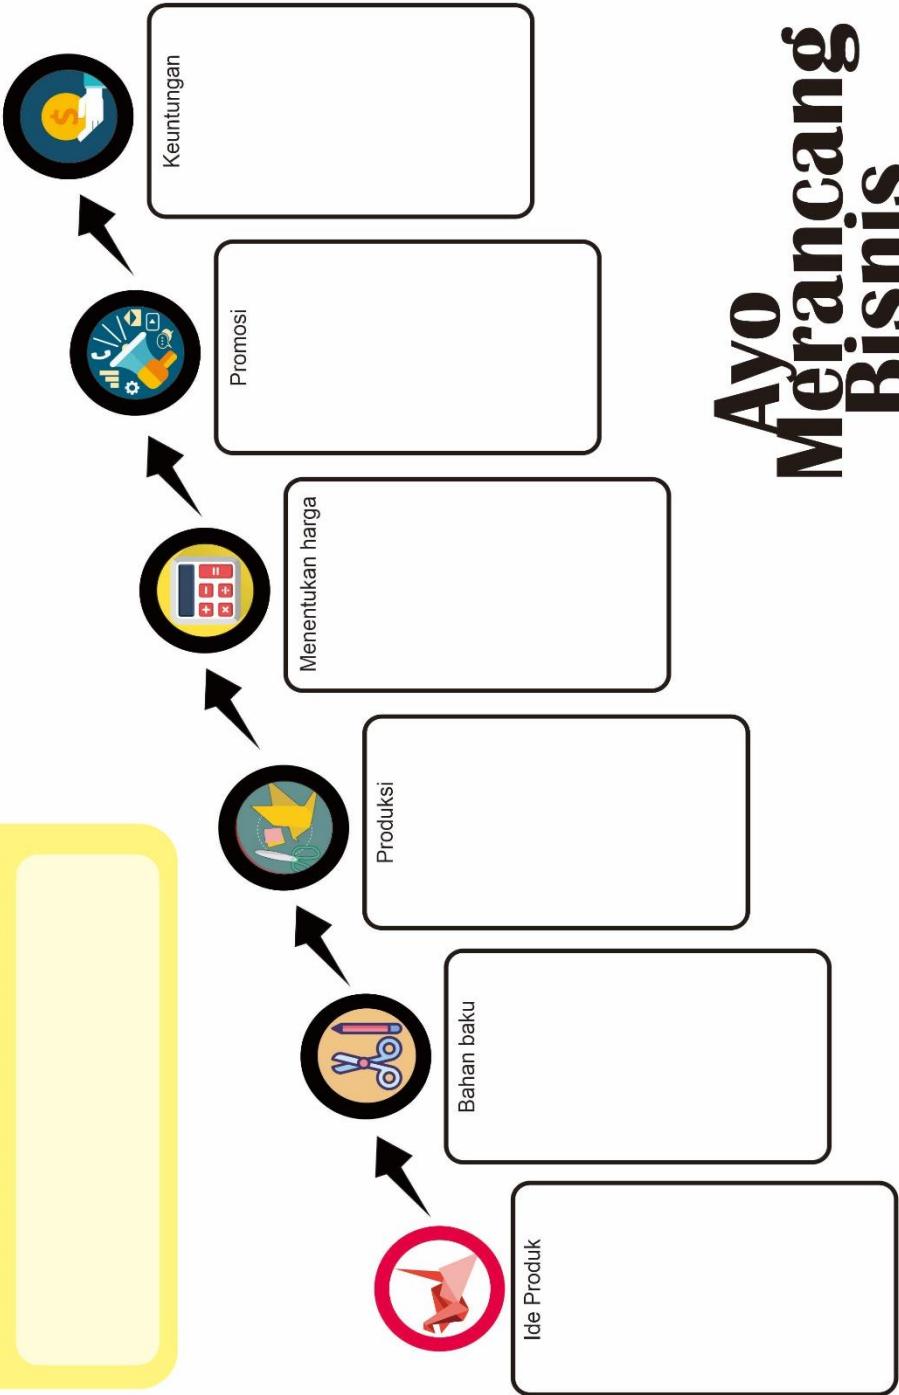 Ide Produk
Bahan baku
Produksi
Menentukan harga
Promosi
Keuntungan
Ayo
Merancang
Bisnis